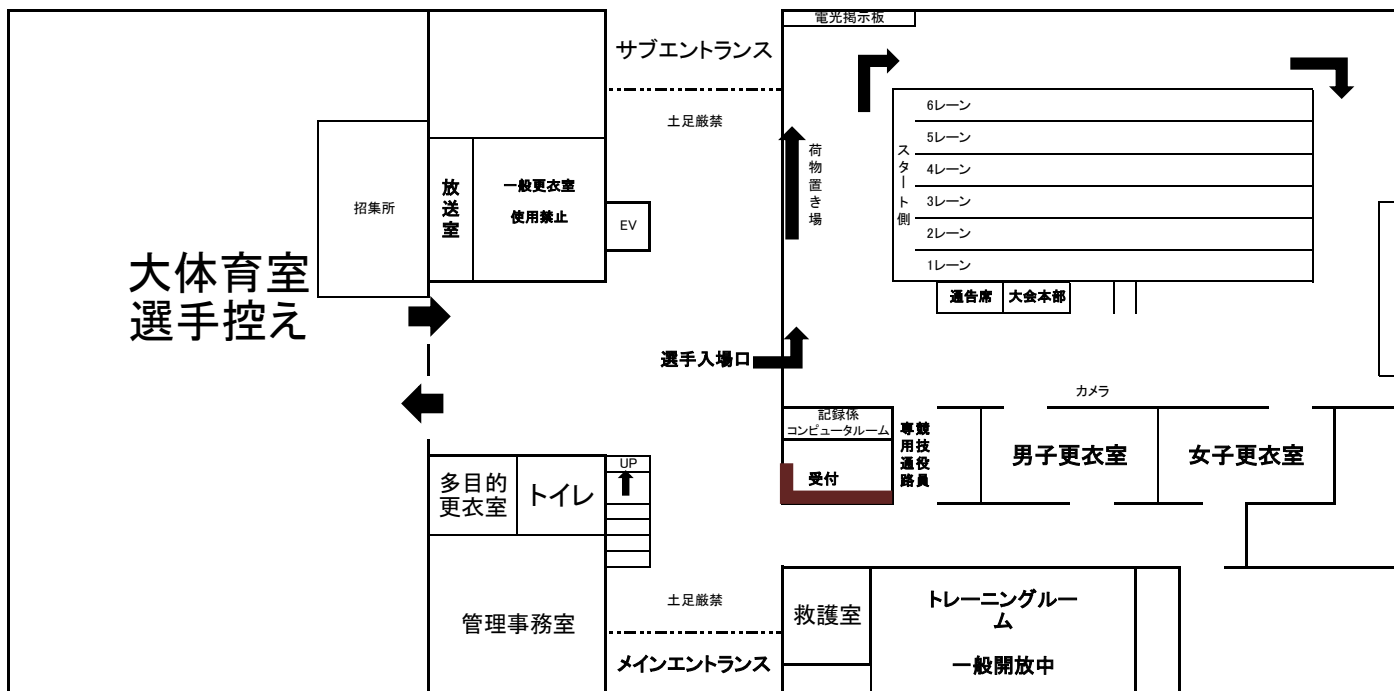 電光掲示板
サブエントランス
土足厳禁
6レーン
5レーン
4レーン
3レーン
2レーン
1レーン
スタート側
荷物置き場
招集所
放送室
一般更衣室
使用禁止
EV
大体育室
選手控え
通告席
大会本部
選手入場口
カメラ
記録係
コンピュータルーム
競技役員
専用通路
男子更衣室
女子更衣室
受付
多目的
更衣室
トイレ
UP
土足厳禁
管理事務室
メインエントランス
救護室
トレーニングルー
ム
一般開放中